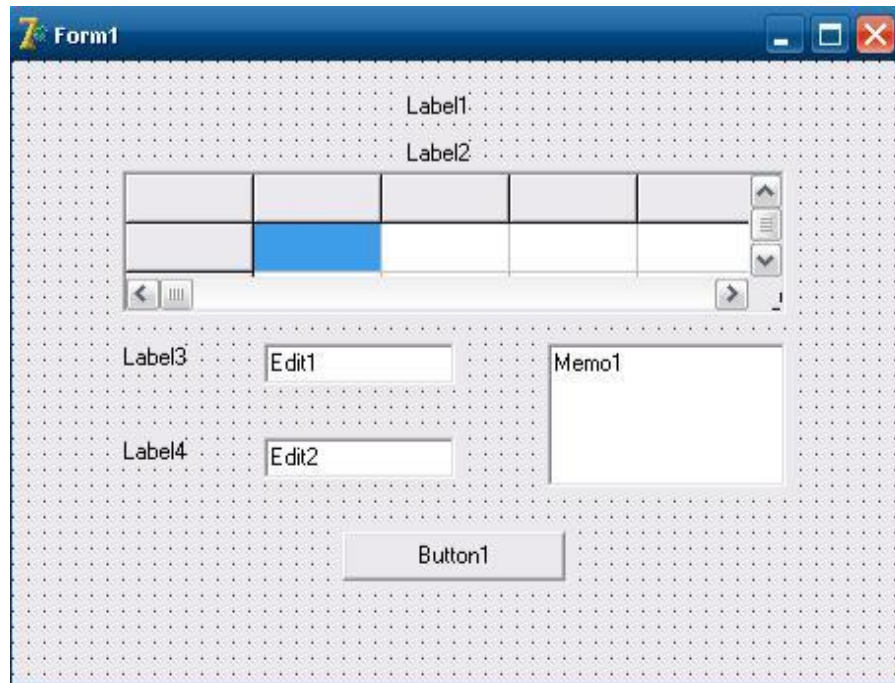 Form1
Label1
Label2
Label3
Edit1
Memo1
Label4
Edit2
Button1